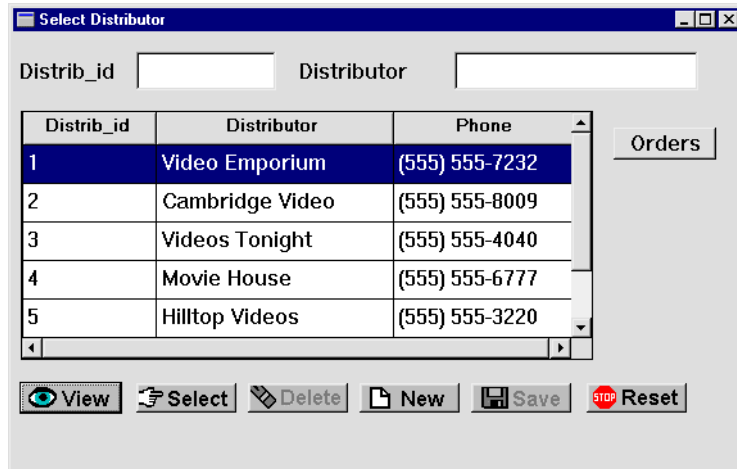 Select Distributor
Distrib_id Distributor
Distrib_id Distributor Phone
Orders
1 Video Emporium (555) 555-7232
2 Cambridge Video (555) 555-8009
3 Videos Tonight (555) 555-4040
4 Movie House (555) 555-6777
5 Hilltop Videos (555) 555-3220
View Select Delete New Save STOP Reset